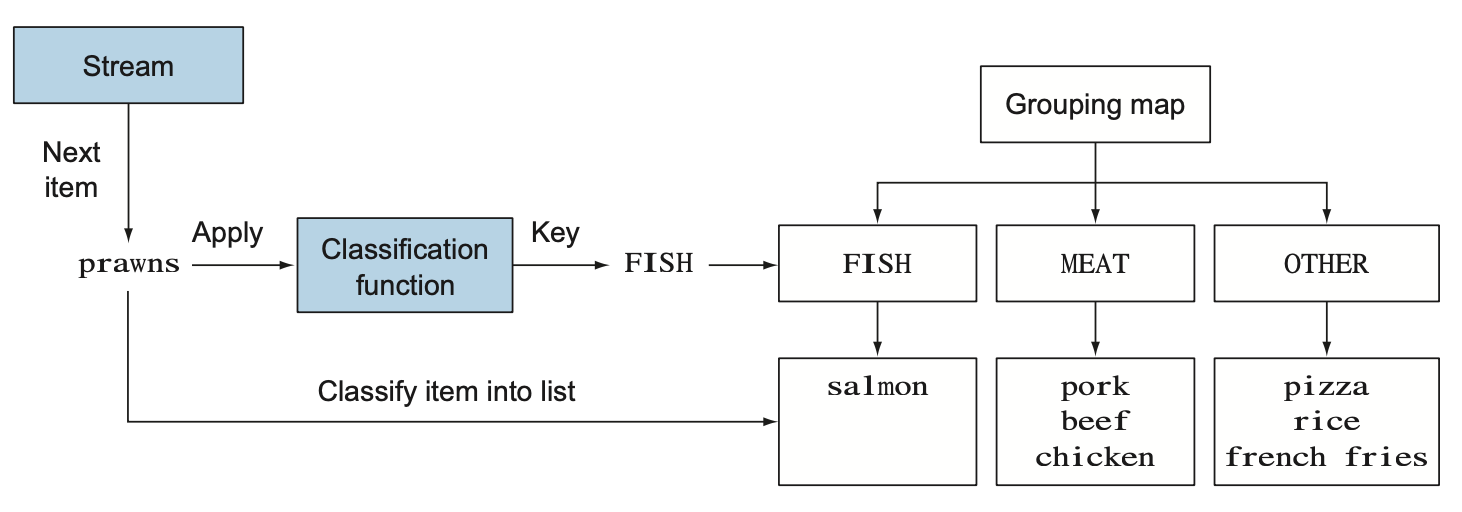 Stream
Grouping map
Next
item
Apply
Key
prawns
Classification
function
FISH
FISH
MEAT
OTHER
Classify item into list
salmon
pork
beef
chicken
pizza
rice
french fries